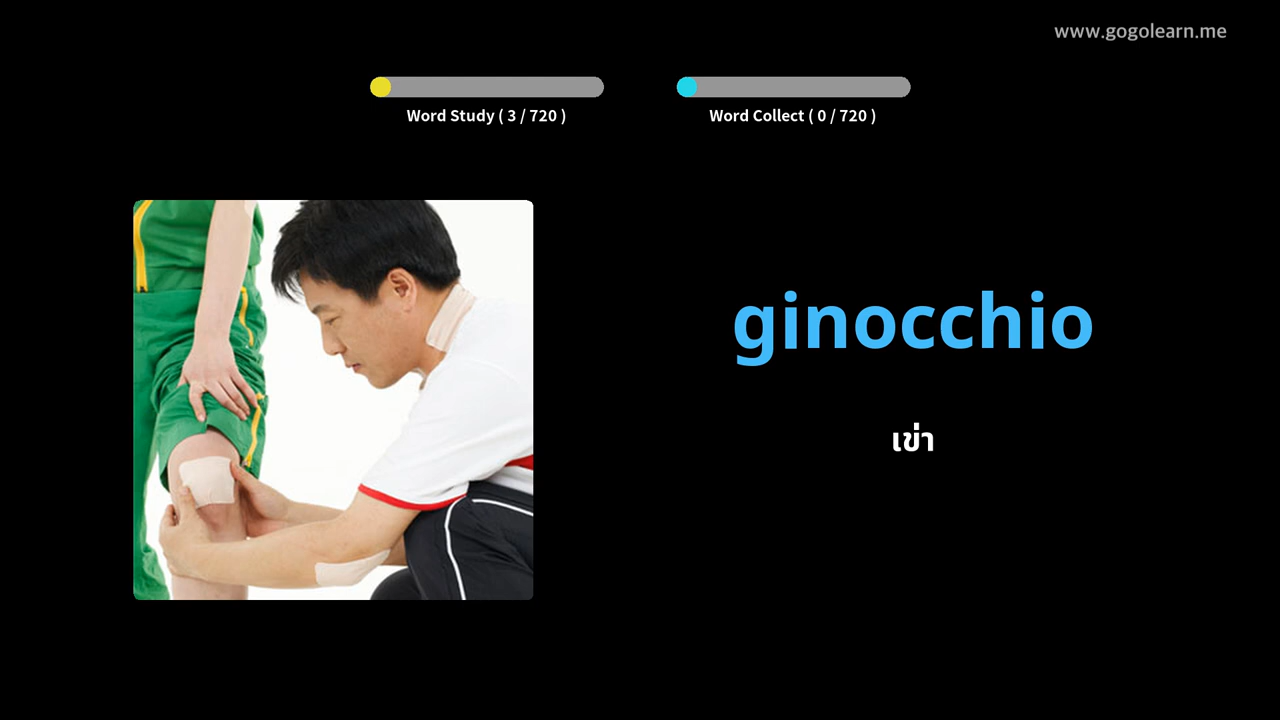 www.gogolearn.me
Word Study ( 3 / 720 )
Word Collect ( 0 / 720 )
ginocchio
เข่า